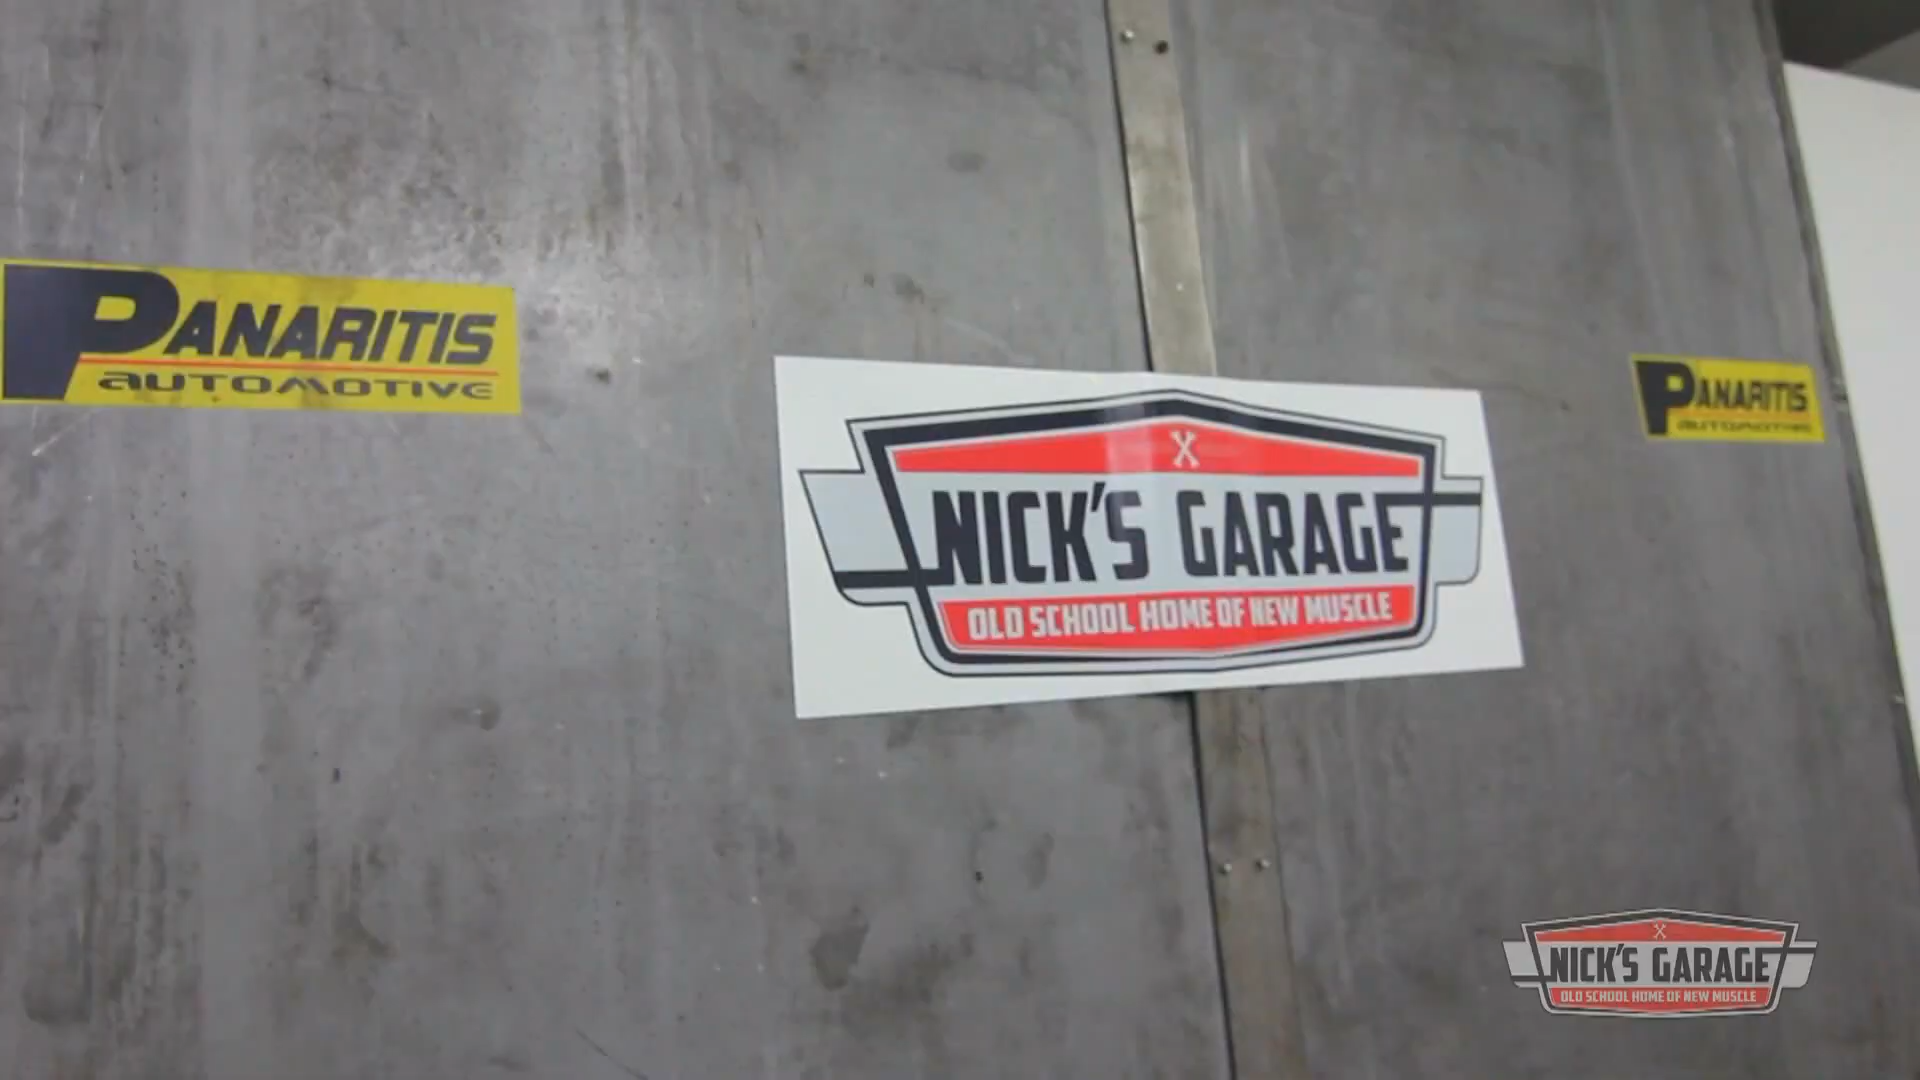 PANARITIS
AUTOMOTIVE
NICK'S GARAGE
OLD SCHOOL HOME OF NEW MUSCLE
PANARITIS
AUTOMOTIVE
NICK'S GARAGE
OLD SCHOOL HOME OF NEW MUSCLE